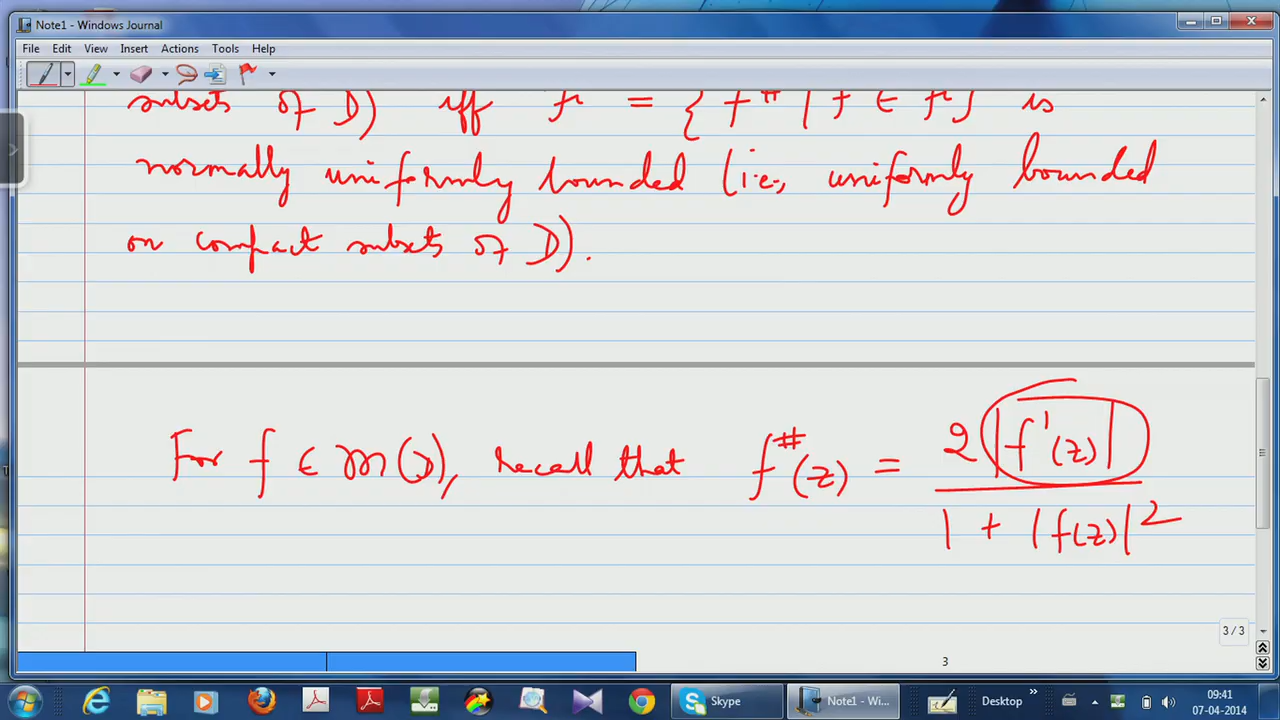 Note1 - Windows Journal
File Edit View Insert Actions Tools Help
subsets of D) iff = { f# | f ∈ } is
normally uniformly bounded (i.e., uniformly bounded
on compact subsets of D).
For f ∈ m(D), recall that f#(z) = 2|f'(z)| / 1 + |f(z)|2
3 / 3
3
Skype
Note1 - Wi...
Desktop
09:41
07-04-2014